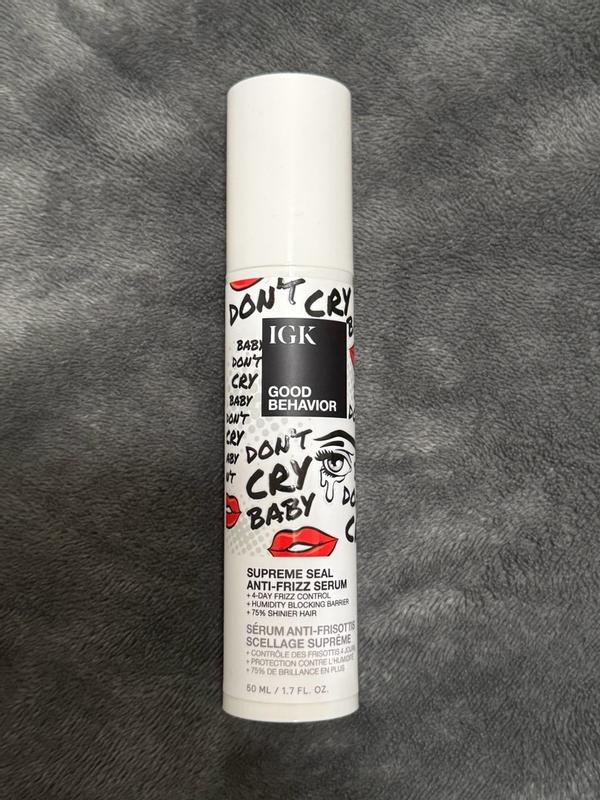 DON'T CRY
IGK
GOOD
BEHAVIOR
BABY
DON'T
CRY
BABY
DON'T
CRY
DON'T
CRY
BABY
SUPREME SEAL
ANTI-FRIZZ SERUM
+ 4-DAY FRIZZ CONTROL
+ HUMIDITY BLOCKING BARRIER
+ 75% SHINIER HAIR
SÉRUM ANTI-FRISOTTIS
SCELLAGE SUPRÊME
+ CONTRÔLE DES FRISOTTIS 4 JOURS
+ PROTECTION CONTRE L'HUMIDITÉ
+ 75% DE BRILLANCE EN PLUS
50 ML / 1.7 FL. OZ.